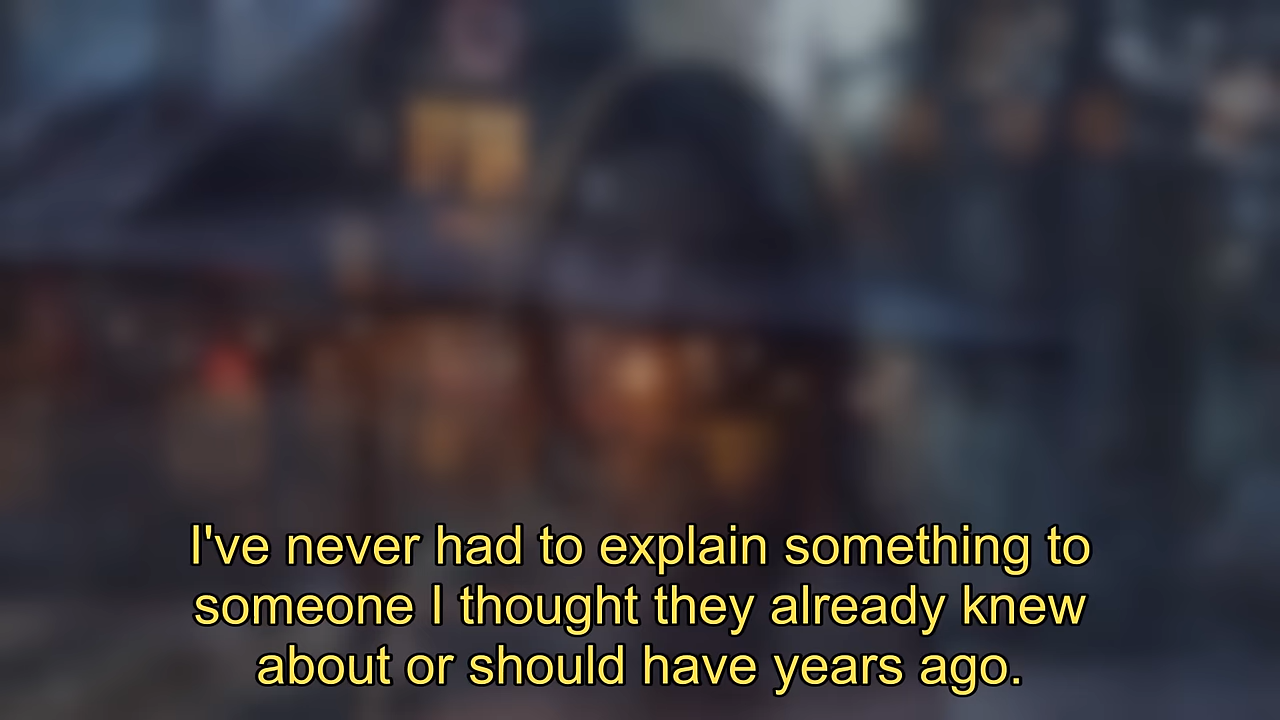 I've never had to explain something to
someone I thought they already knew
about or should have years ago.